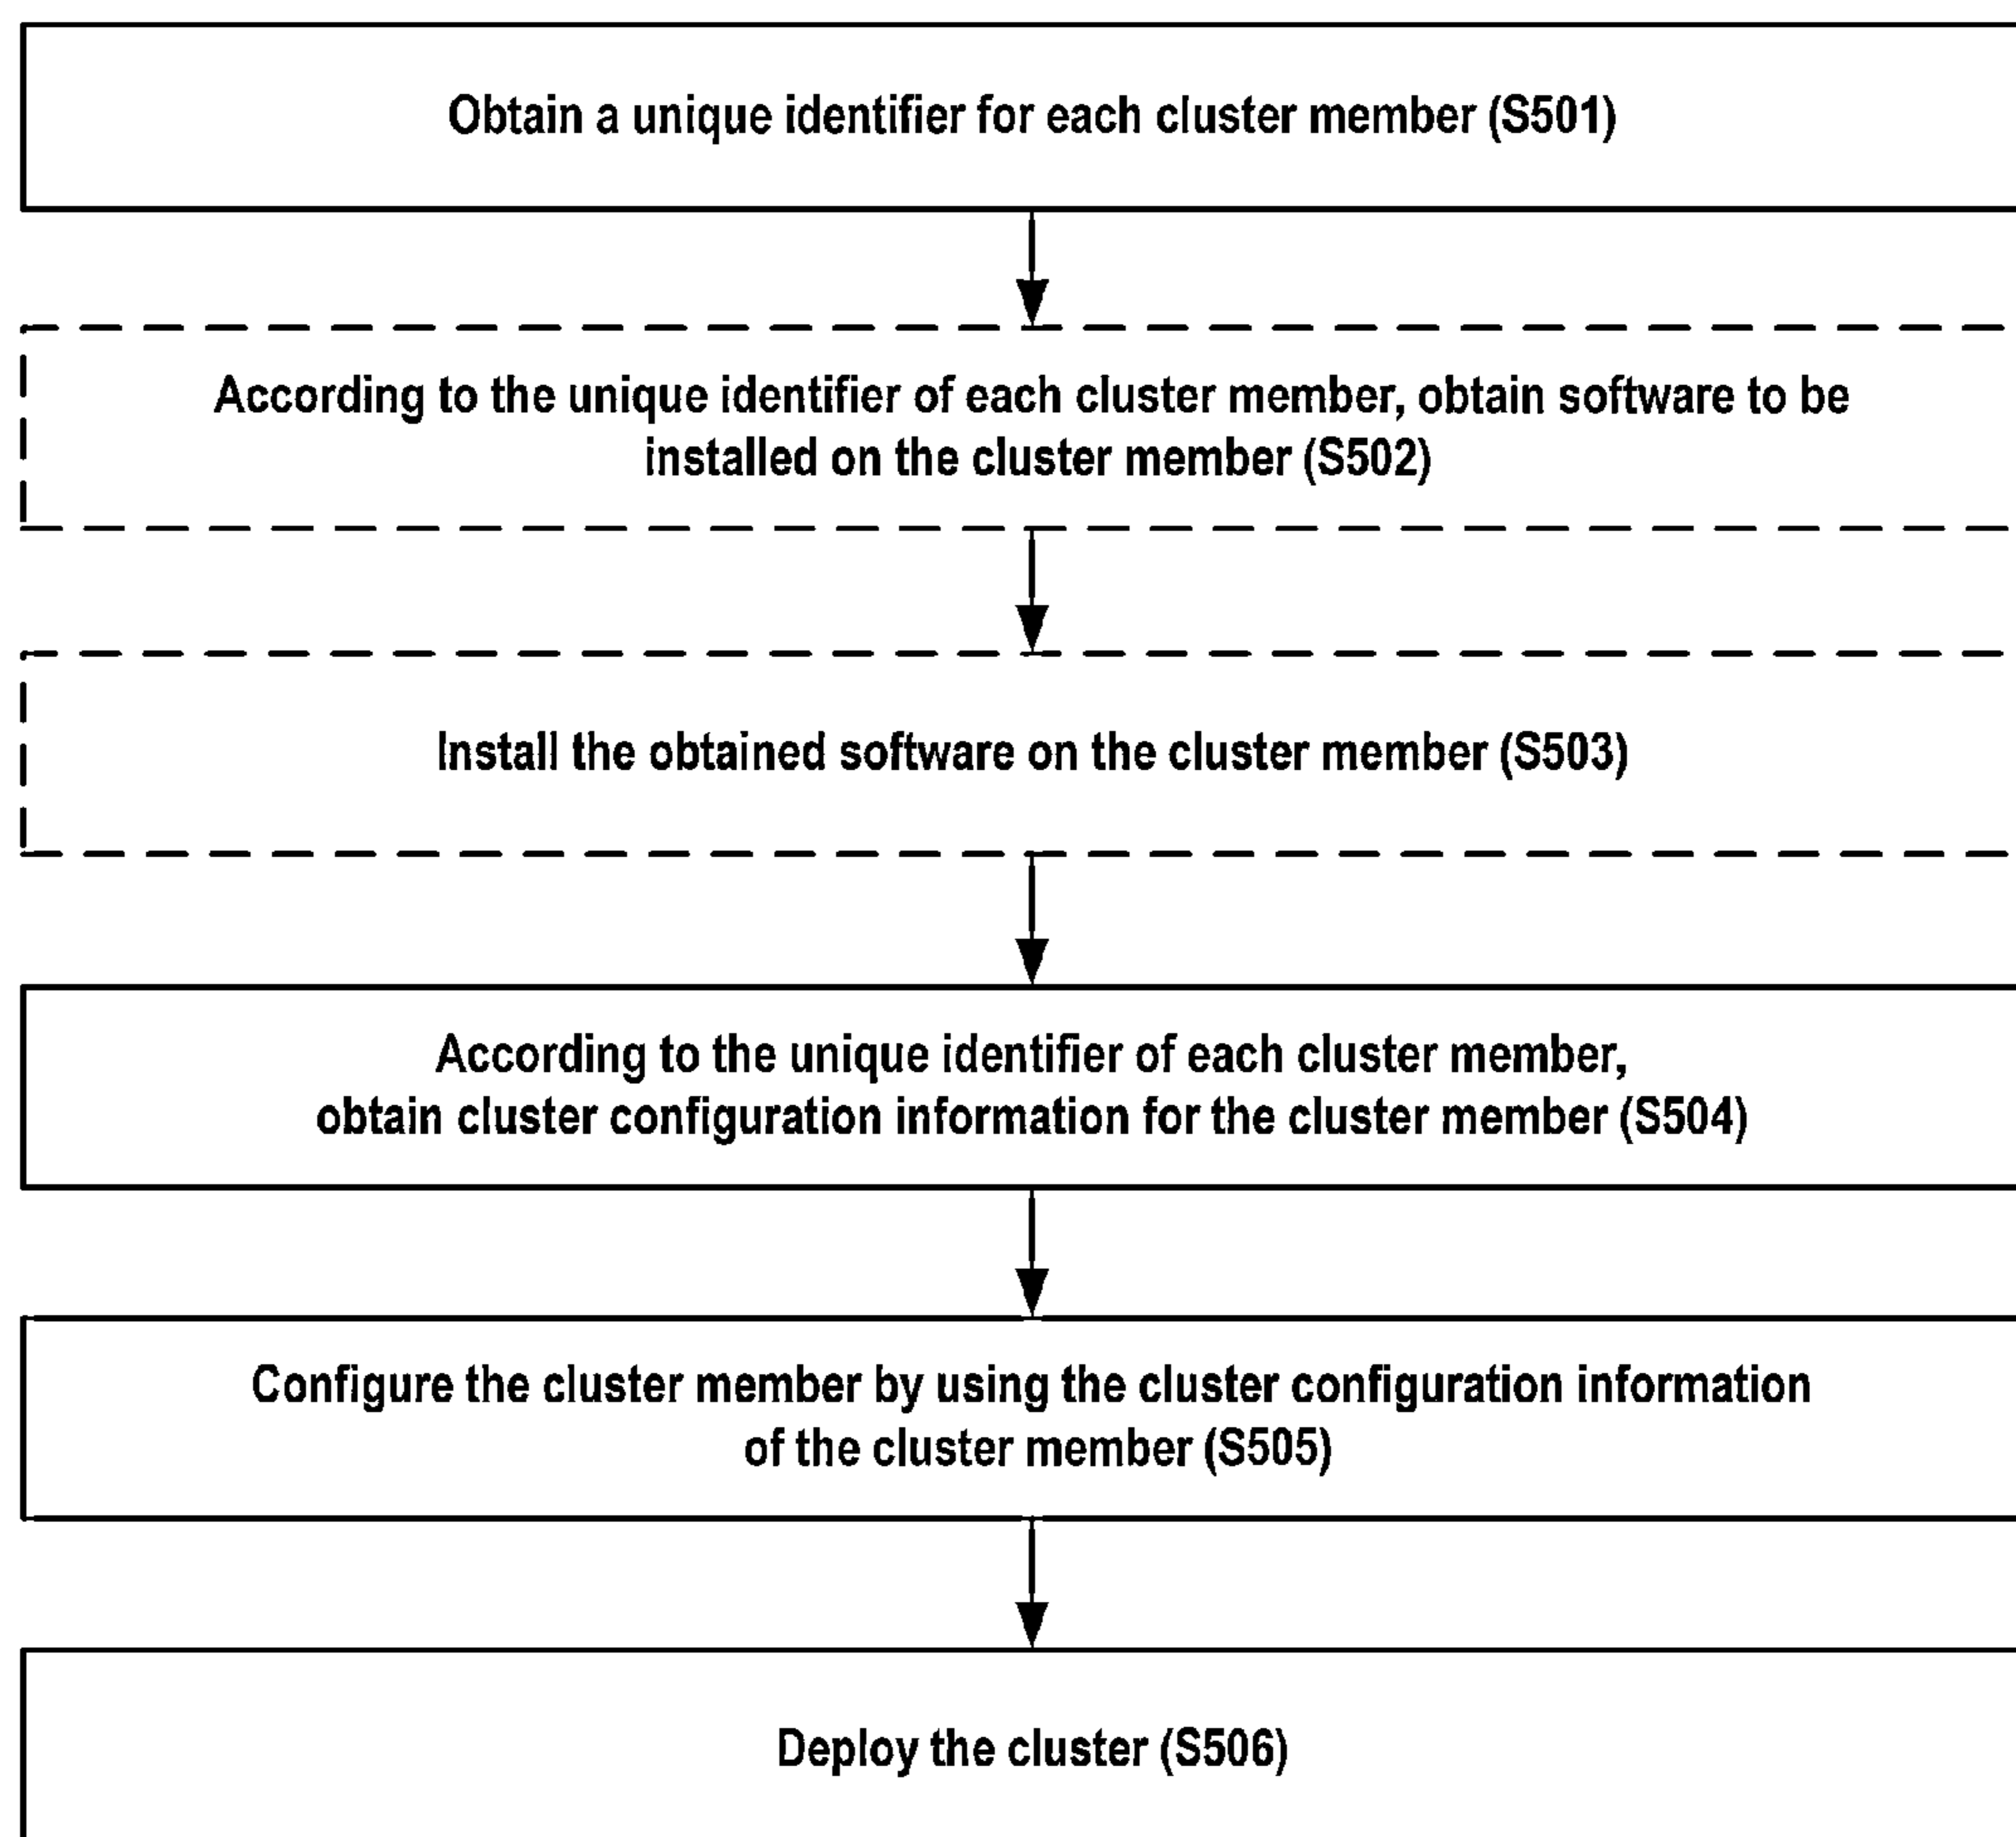 Obtain a unique identifier for each cluster member (S501)
According to the unique identifier of each cluster member, obtain software to be
installed on the cluster member (S502)
Install the obtained software on the cluster member (S503)
According to the unique identifier of each cluster member,
obtain cluster configuration information for the cluster member (S504)
Configure the cluster member by using the cluster configuration information
of the cluster member (S505)
Deploy the cluster (S506)